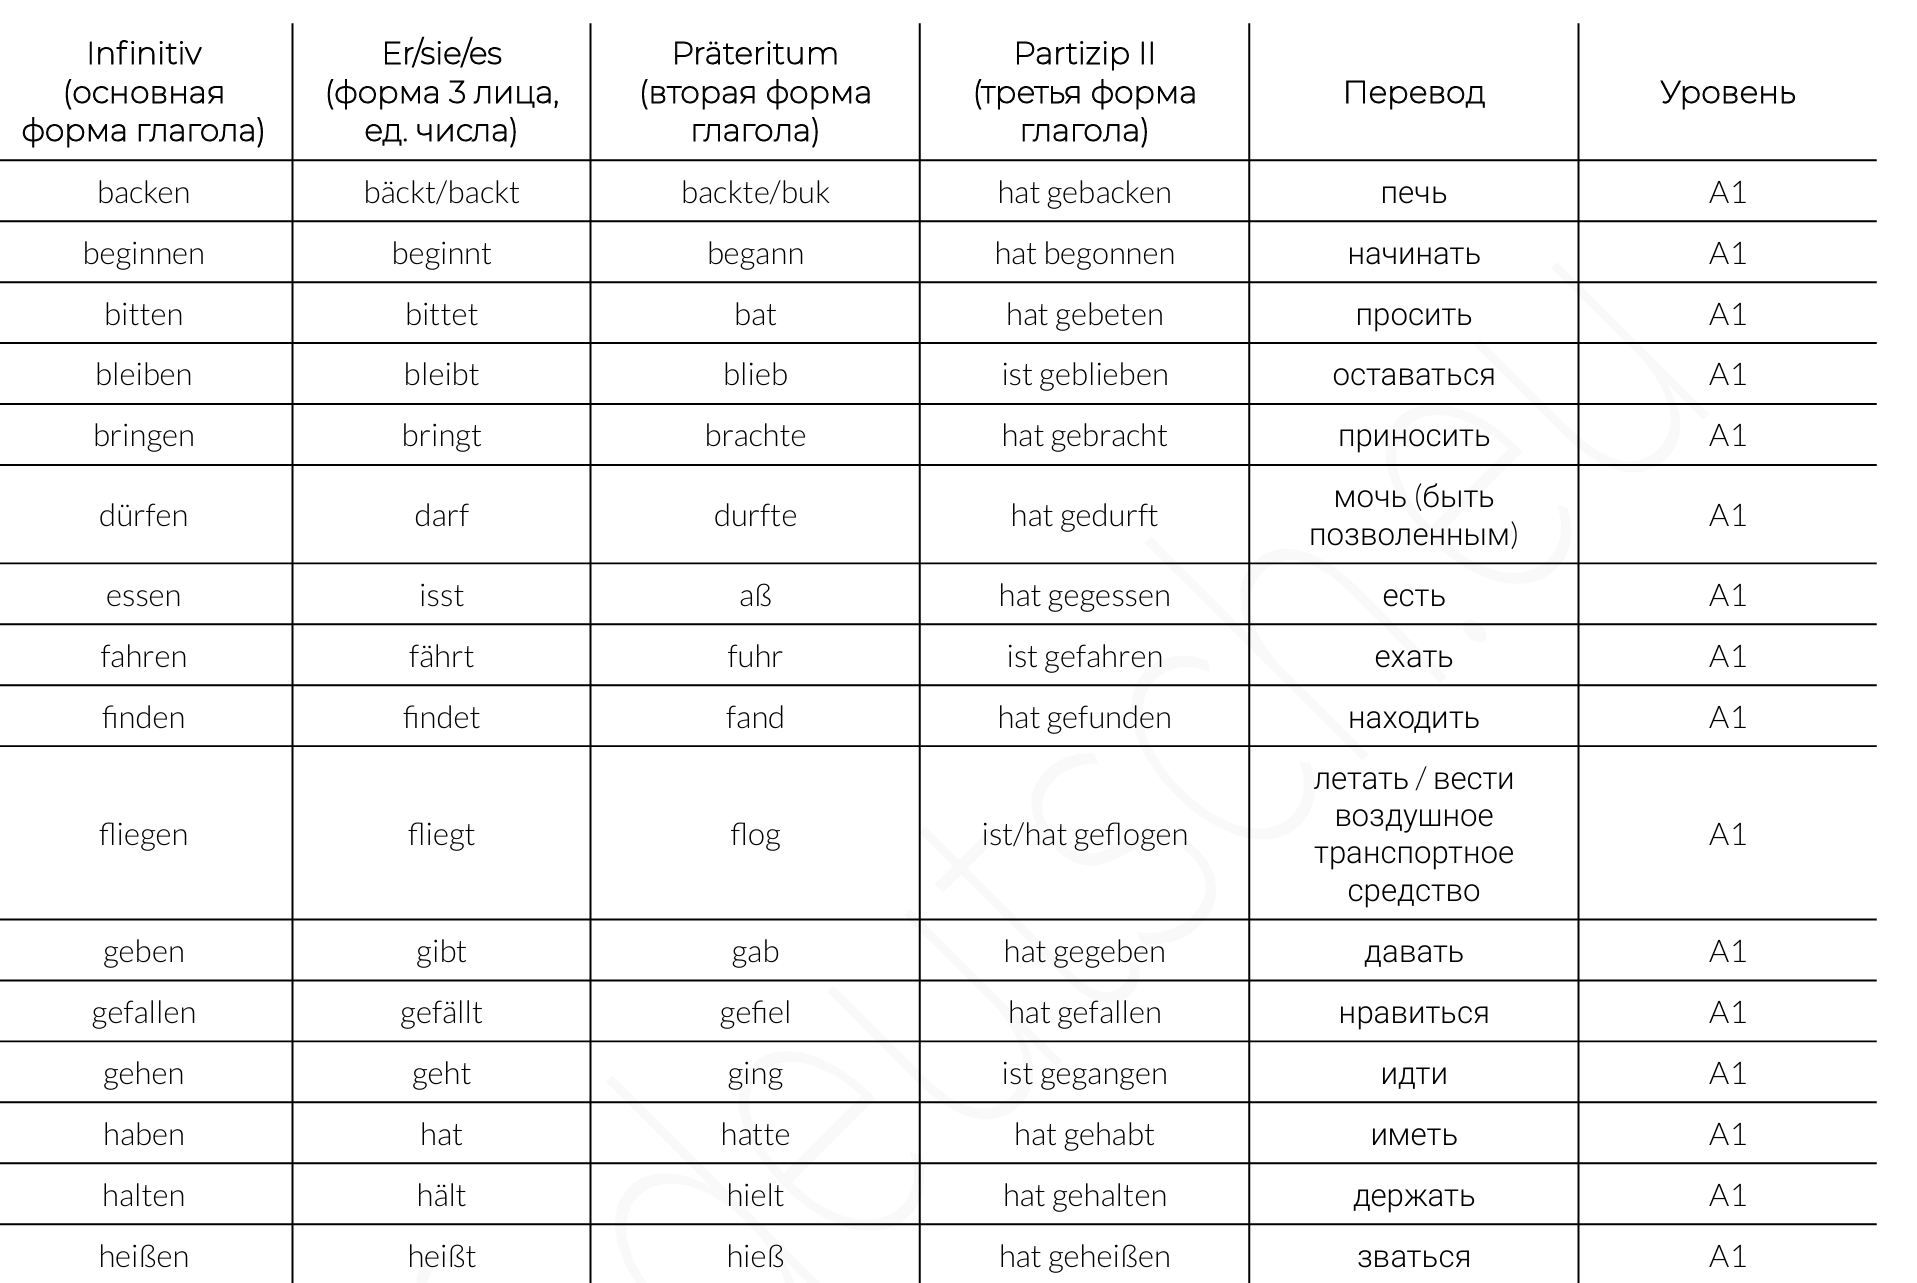 Infinitiv (основная форма глагола) Er/sie/es (форма 3 лица, ед. числа) Präteritum (вторая форма глагола) Partizip II (третья форма глагола) Перевод Уровень
backen bäckt/backt backte/buk hat gebacken печь A1
beginnen beginnt begann hat begonnen начинать A1
bitten bittet bat hat gebeten просить A1
bleiben bleibt blieb ist geblieben оставаться A1
bringen bringt brachte hat gebracht приносить A1
dürfen darf durfte hat gedurft мочь (быть позволенным) A1
essen isst aß hat gegessen есть A1
fahren fährt fuhr ist gefahren ехать A1
finden findet fand hat gefunden находить A1
fliegen fliegt flog ist/hat geflogen летать / вести воздушное транспортное средство A1
geben gibt gab hat gegeben давать A1
gefallen gefällt gefiel hat gefallen нравиться A1
gehen geht ging ist gegangen идти A1
haben hat hatte hat gehabt иметь A1
halten hält hielt hat gehalten держать A1
heißen heißt hieß hat geheißen зваться A1
deutsch.eu